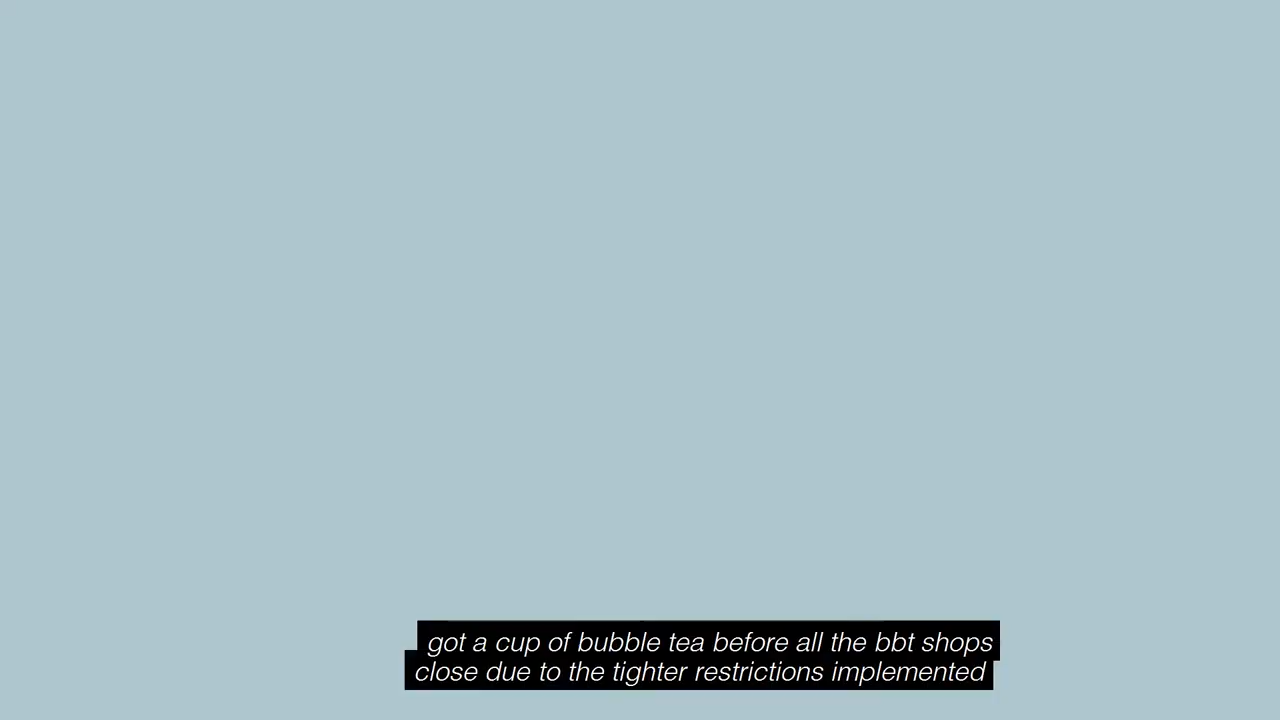 got a cup of bubble tea before all the bbt shops
close due to the tighter restrictions implemented